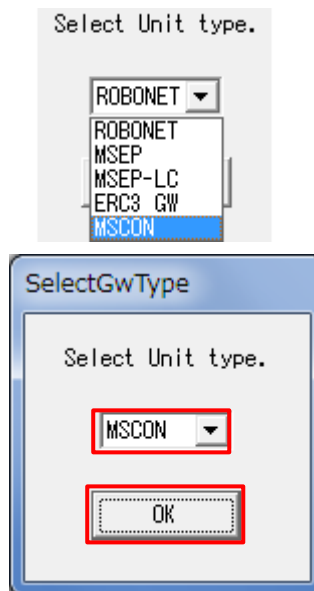 Select Unit type.
ROBONET
ROBONET
MSEP
MSEP-LC
ERC3 GW
MSCON
SelectGwType
Select Unit type.
MSCON
OK